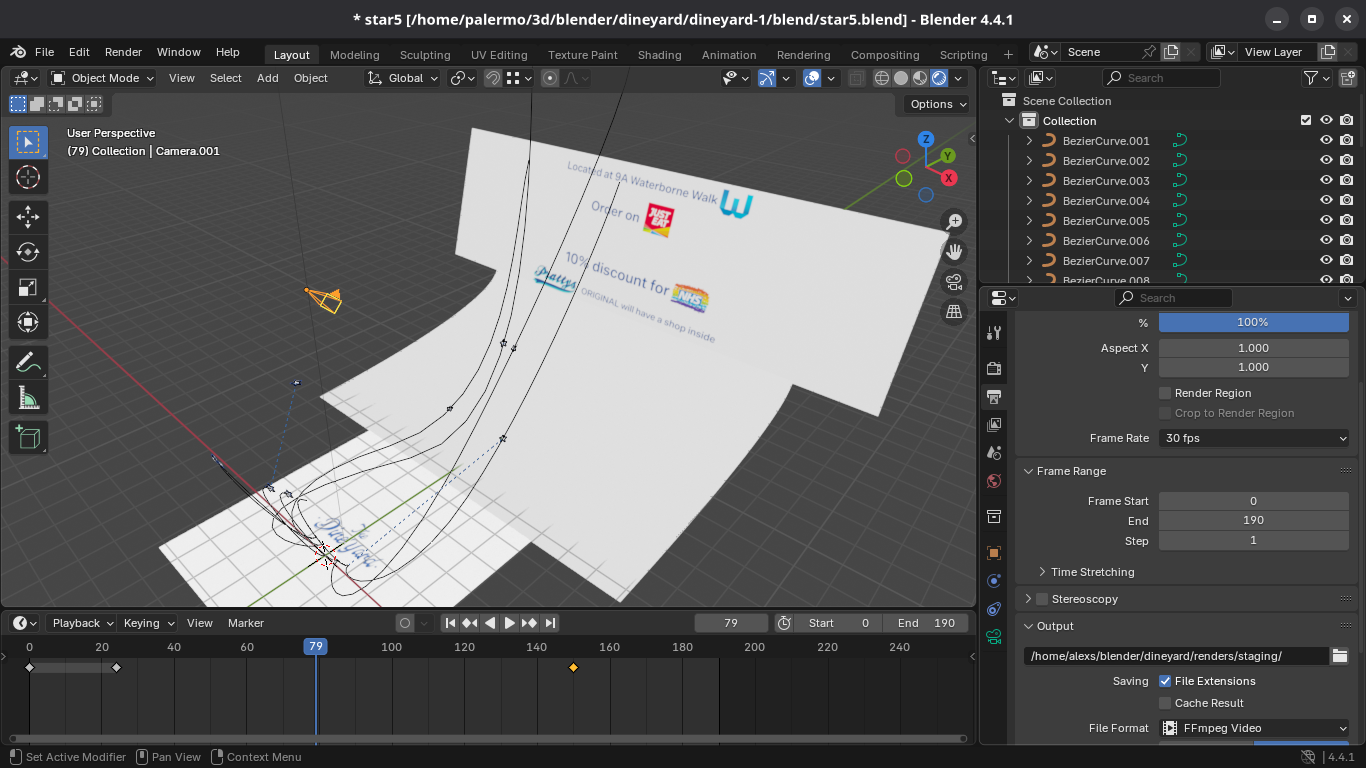 * star5 [/home/palermo/3d/blender/dineyard/dineyard-1/blend/star5.blend] - Blender 4.4.1
File Edit Render Window Help
Layout Modeling Sculpting UV Editing Texture Paint Shading Animation Rendering Compositing Scripting +
Scene
View Layer
Object Mode View Select Add Object Global
Options
User Perspective
(79) Collection | Camera.001
Z
Y
X
Located at 9A Waterborne Walk
Order on JUST EAT
10% discount for NHS
Prattys ORIGINAL will have a shop inside
Search
Scene Collection
Collection
BezierCurve.001
BezierCurve.002
BezierCurve.003
BezierCurve.004
BezierCurve.005
BezierCurve.006
BezierCurve.007
BezierCurve.008
Search
% 100%
Aspect X 1.000
Y 1.000
Render Region
Crop to Render Region
Frame Rate 30 fps
Frame Range
Frame Start 0
End 190
Step 1
Time Stretching
Stereoscopy
Output
/home/alexs/blender/dineyard/renders/staging/
Saving File Extensions
Cache Result
File Format FFmpeg Video
Playback Keying View Marker 79 Start 0 End 190
0 20 40 60 79 100 120 140 160 180 200 220 240
Set Active Modifier Pan View Context Menu 4.4.1